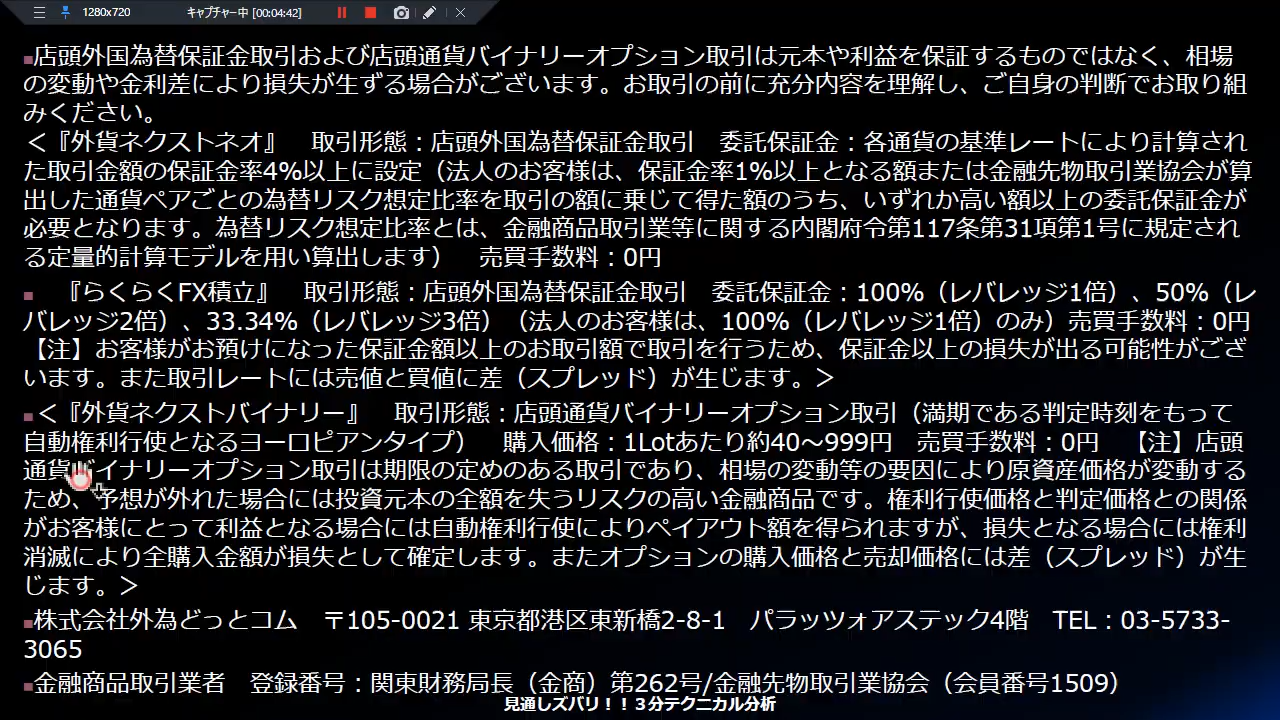 1280x720 キャプチャー中 [00:04:42]
■店頭外国為替保証金取引および店頭通貨バイナリーオプション取引は元本や利益を保証するものではなく、相場
の変動や金利差により損失が生ずる場合がございます。お取引の前に充分内容を理解し、ご自身の判断でお取り組
みください。
＜『外貨ネクストネオ』　取引形態：店頭外国為替保証金取引　委託保証金：各通貨の基準レートにより計算され
た取引金額の保証金率4%以上に設定（法人のお客様は、保証金率1%以上となる額または金融先物取引業協会が算
出した通貨ペアごとの為替リスク想定比率を取引の額に乗じて得た額のうち、いずれか高い額以上の委託保証金が
必要となります。為替リスク想定比率とは、金融商品取引業等に関する内閣府令第117条第31項第1号に規定され
る定量的計算モデルを用い算出します）　売買手数料：0円
■　『らくらくFX積立』　取引形態：店頭外国為替保証金取引　委託保証金：100%（レバレッジ1倍）、50%（レ
バレッジ2倍）、33.34%（レバレッジ3倍）（法人のお客様は、100%（レバレッジ1倍）のみ）売買手数料：0円
【注】お客様がお預けになった保証金額以上のお取引額で取引を行うため、保証金以上の損失が出る可能性がござ
います。また取引レートには売値と買値に差（スプレッド）が生じます。＞
■＜『外貨ネクストバイナリー』　取引形態：店頭通貨バイナリーオプション取引（満期である判定時刻をもって
自動権利行使となるヨーロピアンタイプ）　購入価格：1Lotあたり約40～999円　売買手数料：0円　【注】店頭
通貨バイナリーオプション取引は期限の定めのある取引であり、相場の変動等の要因により原資産価格が変動する
ため、予想が外れた場合には投資元本の全額を失うリスクの高い金融商品です。権利行使価格と判定価格との関係
がお客様にとって利益となる場合には自動権利行使によりペイアウト額を得られますが、損失となる場合には権利
消滅により全購入金額が損失として確定します。またオプションの購入価格と売却価格には差（スプレッド）が生
じます。＞
■株式会社外為どっとコム　〒105-0021 東京都港区東新橋2-8-1　パラッツォアステック4階　TEL：03-5733-
3065
■金融商品取引業者　登録番号：関東財務局長（金商）第262号/金融先物取引業協会（会員番号1509）
見通しズバリ！！３分テクニカル分析